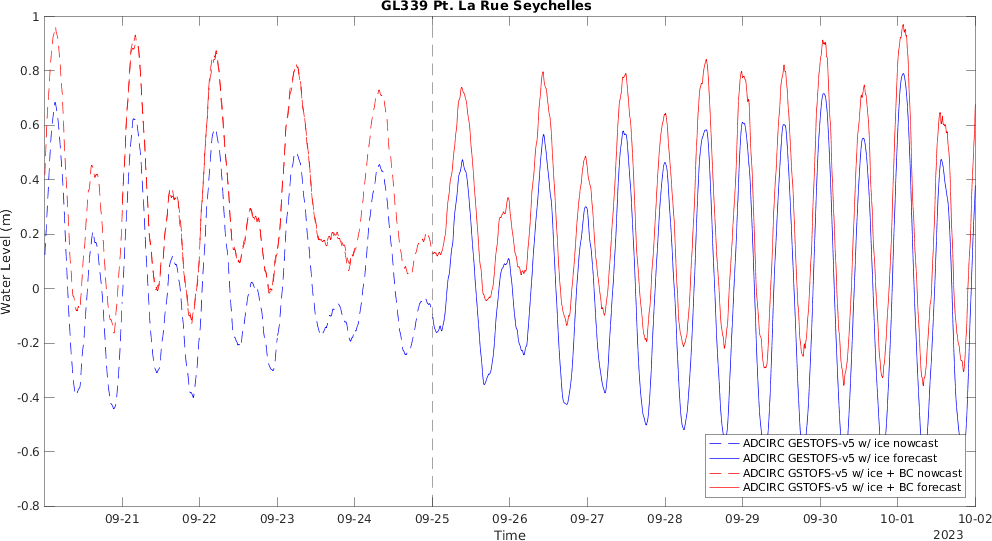 GL339 Pt. La Rue Seychelles
1
0.8
0.6
0.4
0.2
0
-0.2
-0.4
-0.6
-0.8
Water Level (m)
ADCIRC GESTOFS-v5 w/ ice nowcast
ADCIRC GESTOFS-v5 w/ ice forecast
ADCIRC GSTOFS-v5 w/ ice + BC nowcast
ADCIRC GSTOFS-v5 w/ ice + BC forecast
09-21 09-22 09-23 09-24 09-25 09-26 09-27 09-28 09-29 09-30 10-01 10-02
Time
2023